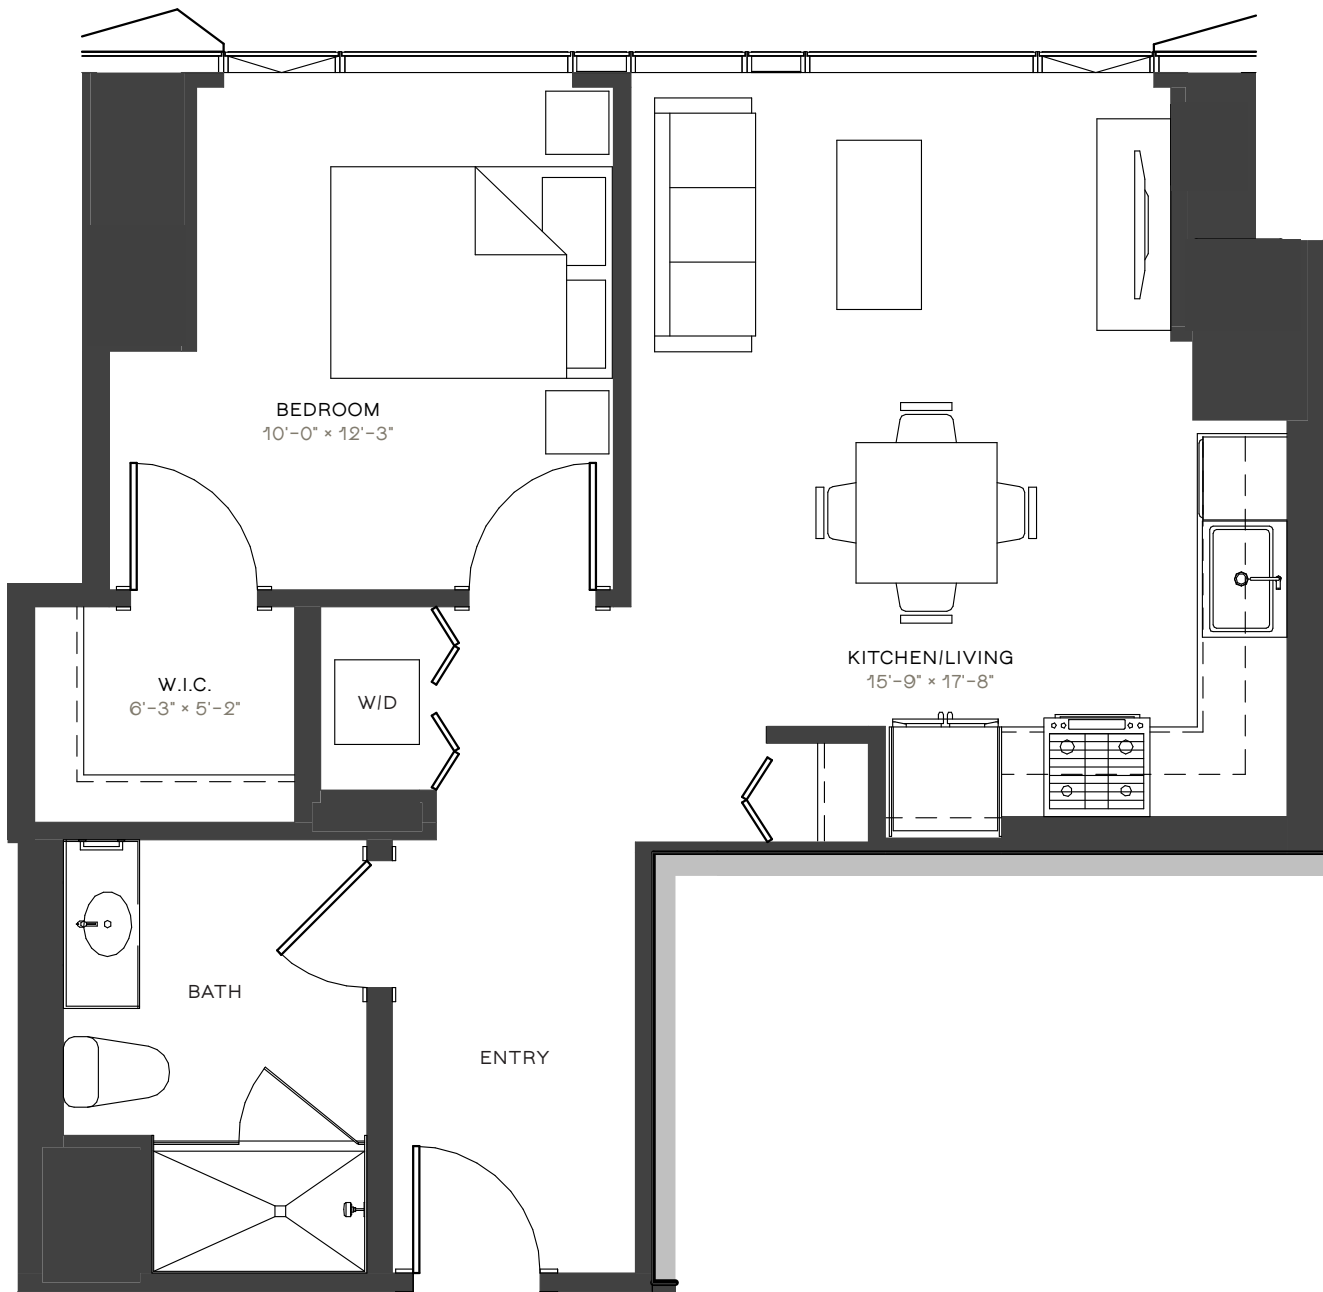 BEDROOM
10'-0" × 12'-3"
KITCHEN/LIVING
15'-9" × 17'-8"
W.I.C.
6'-3" × 5'-2"
W/D
BATH
ENTRY